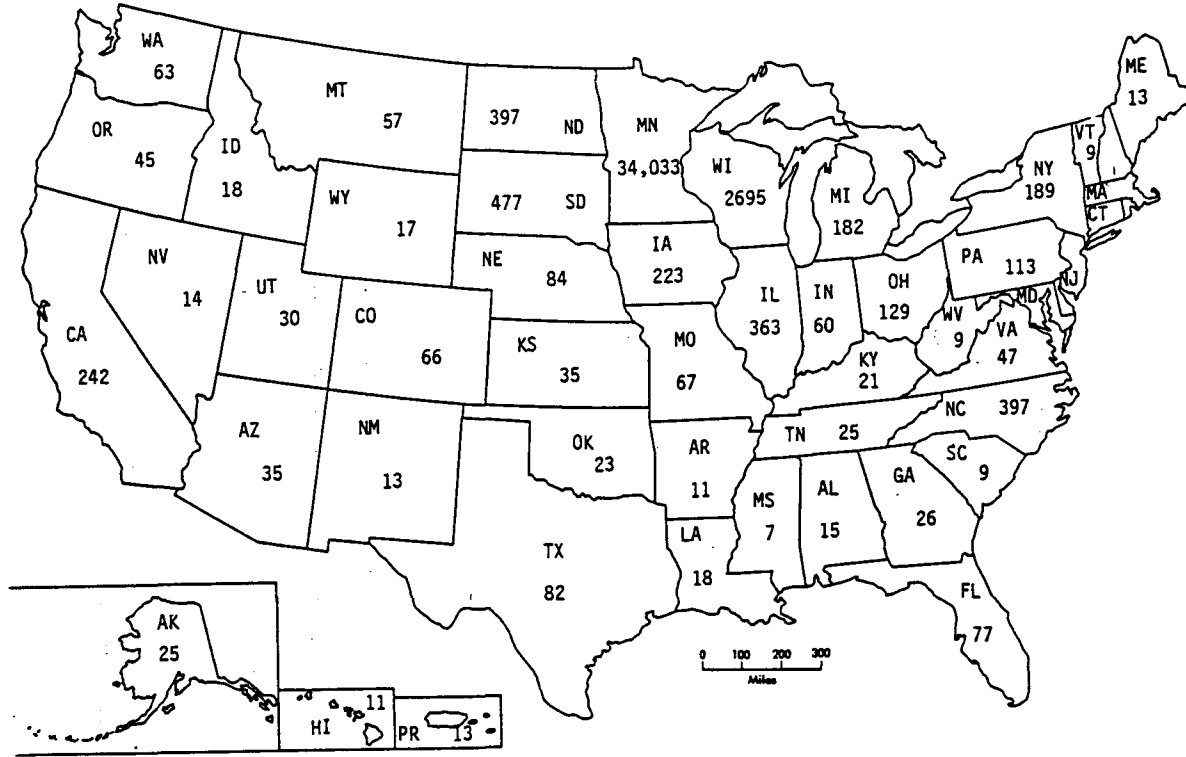 WA
63
OR
45
ID
18
MT
57
397
ND
477
SD
MN
34,033
WI
2695
MI
182
WY
17
NE
84
IA
223
NV
14
UT
30
CO
66
CA
242
KS
35
MO
67
IL
363
IN
60
OH
129
KY
21
WV
9
VA
47
PA
113
NY
189
VT
9
ME
13
MA
CT
NJ
MD
AZ
35
NM
13
OK
23
AR
11
TN 25
NC 397
SC
9
MS
7
AL
15
GA
26
LA
18
TX
82
FL
77
AK
25
HI
11
PR 13
0 100 200 300
Miles